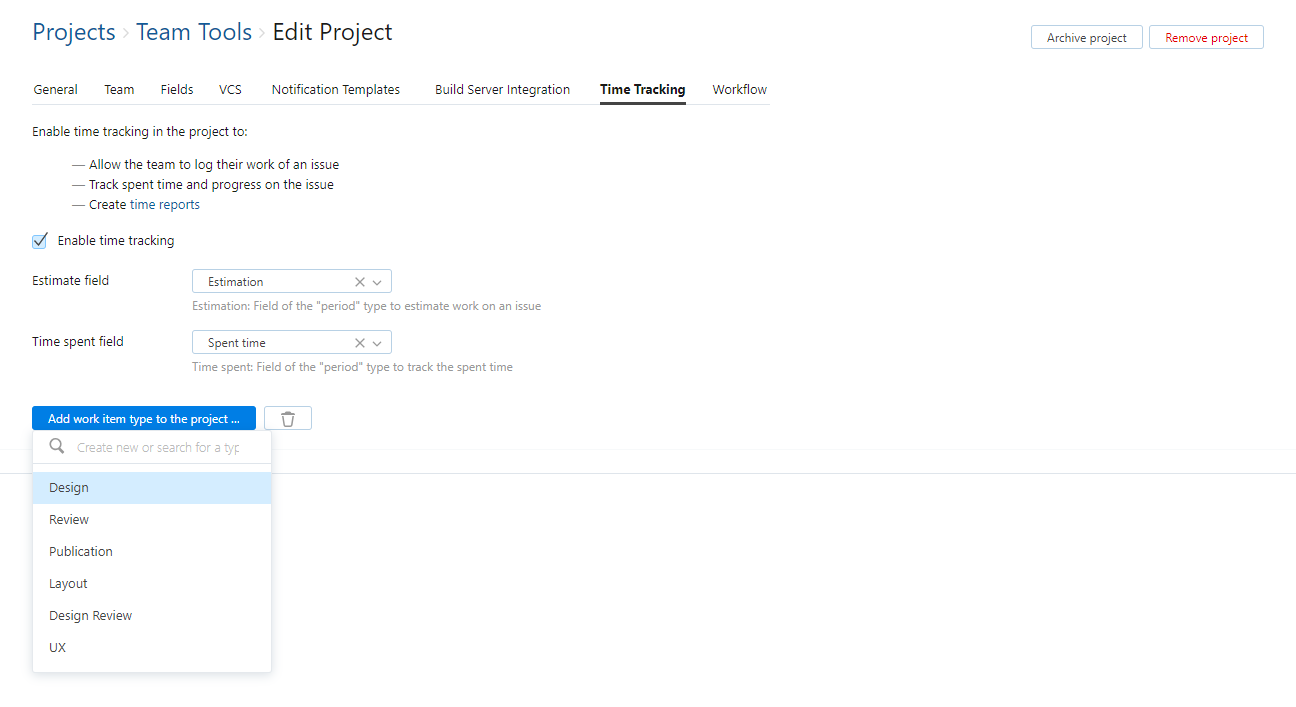 Projects › Team Tools › Edit Project
Archive project
Remove project
General Team Fields VCS Notification Templates Build Server Integration Time Tracking Workflow
Enable time tracking in the project to:
— Allow the team to log their work of an issue
— Track spent time and progress on the issue
— Create time reports
Enable time tracking
Estimate field
Estimation
Estimation: Field of the "period" type to estimate work on an issue
Time spent field
Spent time
Time spent: Field of the "period" type to track the spent time
Add work item type to the project ...
Create new or search for a typ
Design
Review
Publication
Layout
Design Review
UX